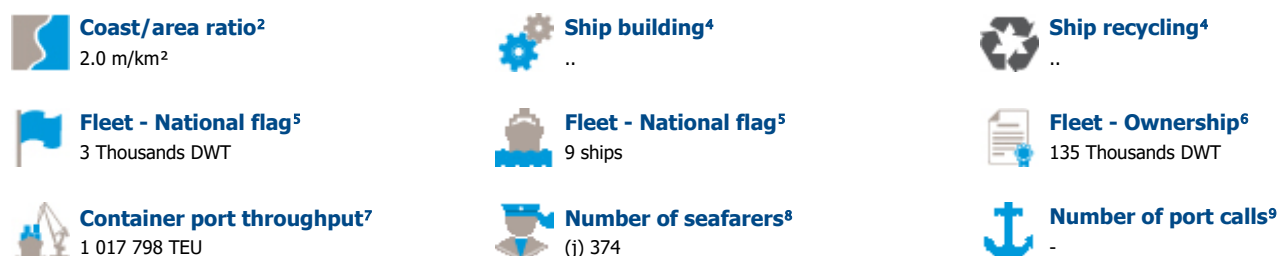 Coast/area ratio²
2.0 m/km²
Ship building⁴
..
Ship recycling⁴
..
Fleet - National flag⁵
3 Thousands DWT
Fleet - National flag⁵
9 ships
Fleet - Ownership⁶
135 Thousands DWT
Container port throughput⁷
1 017 798 TEU
Number of seafarers⁸
(j) 374
Number of port calls⁹
-